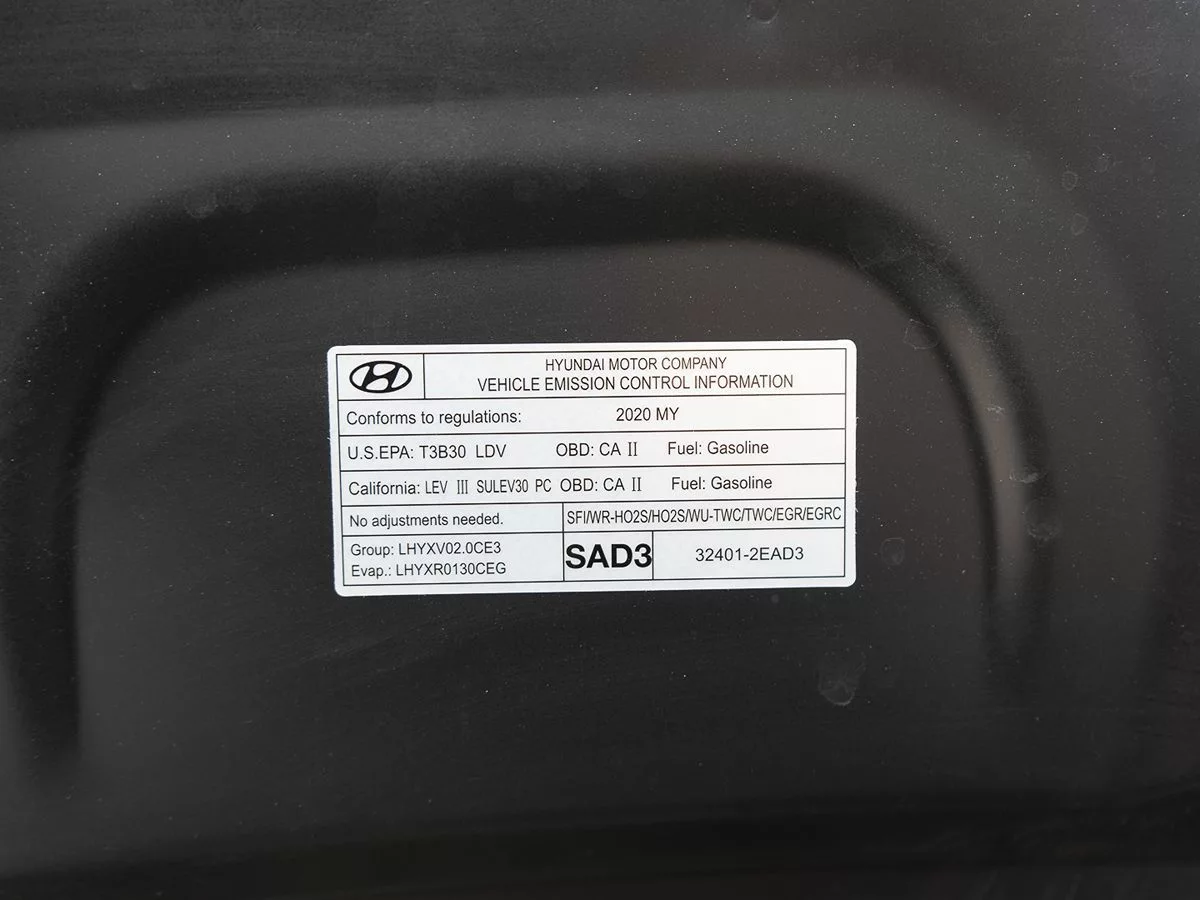 HYUNDAI MOTOR COMPANY
VEHICLE EMISSION CONTROL INFORMATION
Conforms to regulations: 2020 MY
U.S.EPA: T3B30 LDV OBD: CA II Fuel: Gasoline
California: LEV III SULEV30 PC OBD: CA II Fuel: Gasoline
No adjustments needed. SFI/WR-HO2S/HO2S/WU-TWC/TWC/EGR/EGRC
Group: LHYXV02.0CE3
Evap.: LHYXR0130CEG
SAD3 32401-2EAD3